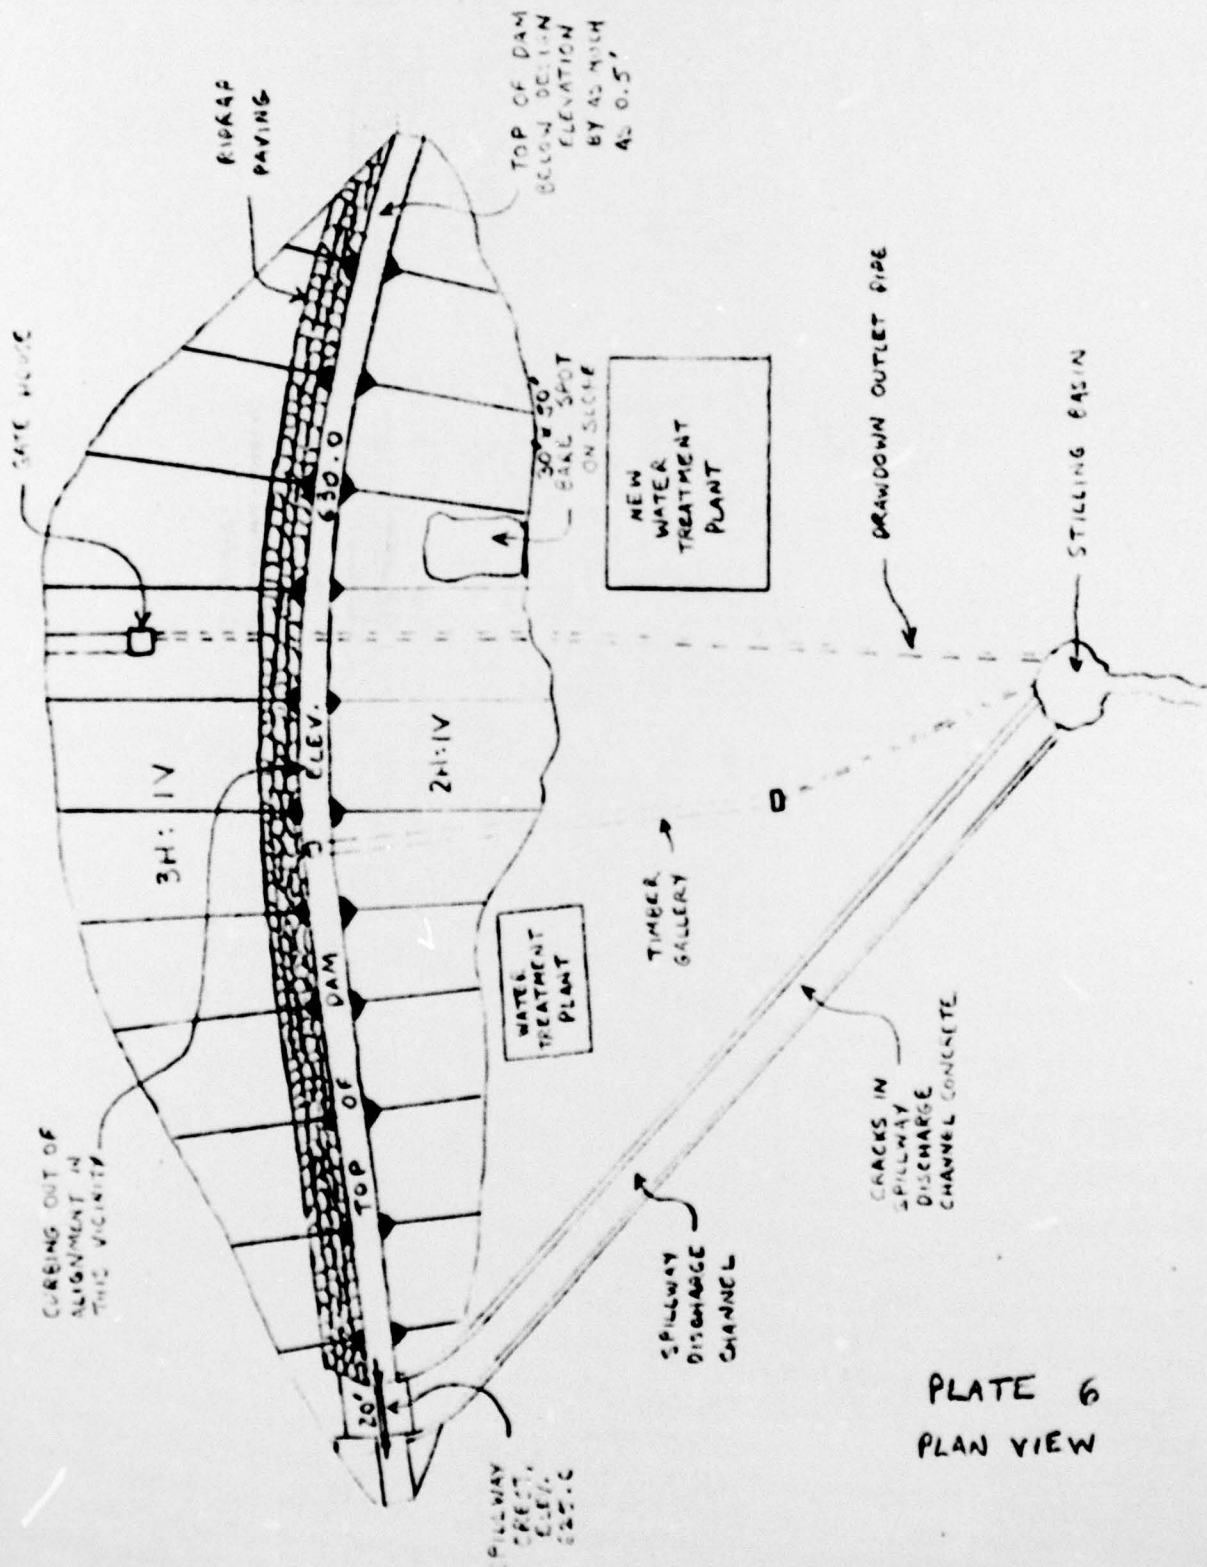 GATE HOUSE
RIPRAP
PAVING
TOP OF DAM
BELOW DESIGN
ELEVATION
BY AS MUCH
AS 0.5'
CURBING OUT OF
ALIGNMENT IN
THIS VICINITY
3H:1V
TOP OF DAM ELEV. 630.0
2H:1V
30' x 50'
BARE SPOT
ON SLOPE
NEW
WATER
TREATMENT
PLANT
WATER
TREATMENT
PLANT
DRAWDOWN OUTLET PIPE
TIMBER
GALLERY
STILLING BASIN
20'
SPILLWAY
CREST,
ELEV.
SPILLWAY
DISCHARGE
CHANNEL
CRACKS IN
SPILLWAY
DISCHARGE
CHANNEL CONCRETE
PLATE 6
PLAN VIEW